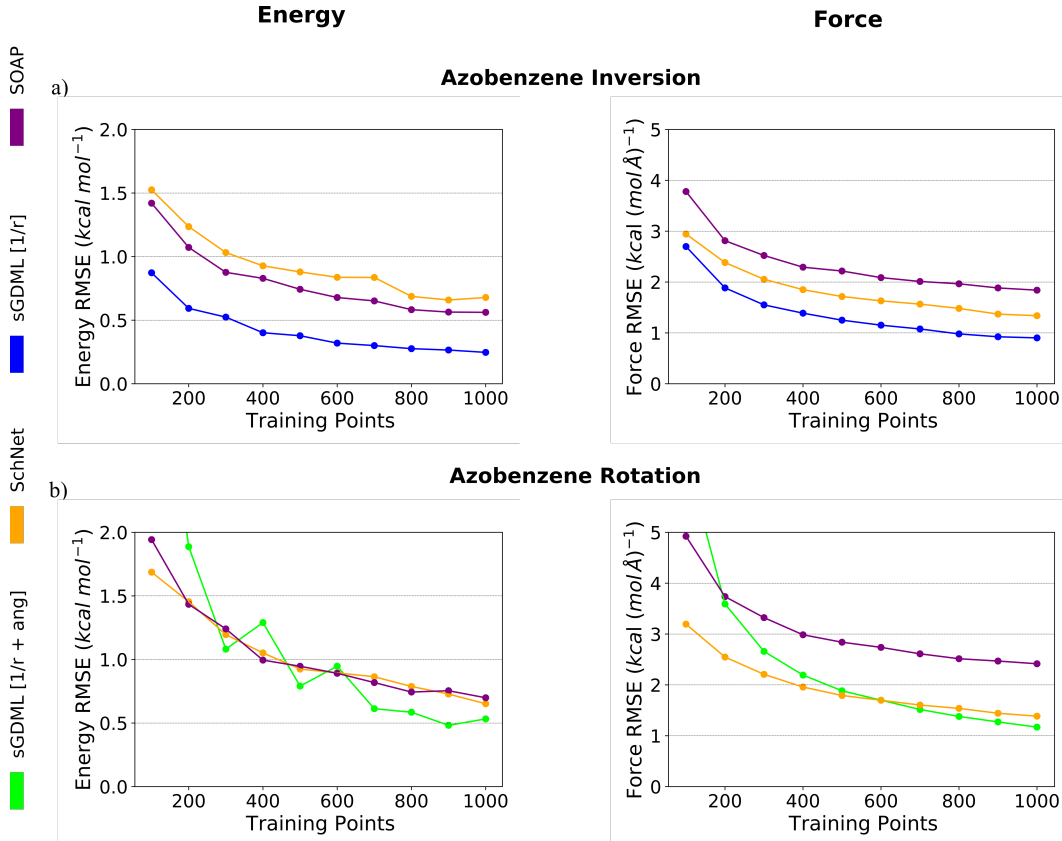 Energy
Force
Azobenzene Inversion
a)
SOAP
sGDML [1/r]
SchNet
sGDML [1/r + ang]
Energy RMSE (kcal mol⁻¹)
2.0
1.5
1.0
0.5
0.0
200 400 600 800 1000
Training Points
Force RMSE (kcal (mol Å)⁻¹)
5
4
3
2
1
0
200 400 600 800 1000
Training Points
Azobenzene Rotation
b)
Energy RMSE (kcal mol⁻¹)
2.0
1.5
1.0
0.5
0.0
200 400 600 800 1000
Training Points
Force RMSE (kcal (mol Å)⁻¹)
5
4
3
2
1
0
200 400 600 800 1000
Training Points